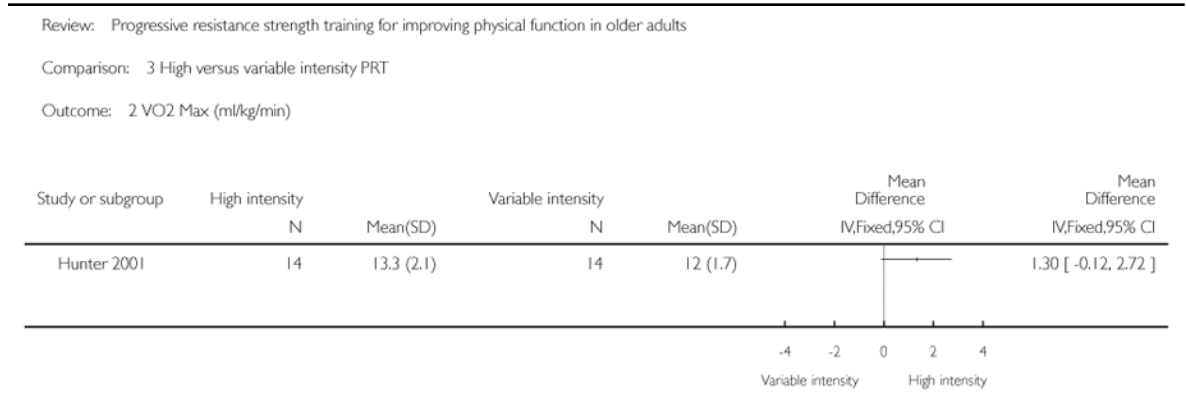 Review: Progressive resistance strength training for improving physical function in older adults
Comparison: 3 High versus variable intensity PRT
Outcome: 2 VO2 Max (ml/kg/min)
Study or subgroup High intensity Variable intensity Mean Difference Mean Difference
N Mean(SD) N Mean(SD) IV,Fixed,95% CI IV,Fixed,95% CI
Hunter 2001 14 13.3 (2.1) 14 12 (1.7) 1.30 [ -0.12, 2.72 ]
-4 -2 0 2 4
Variable intensity High intensity